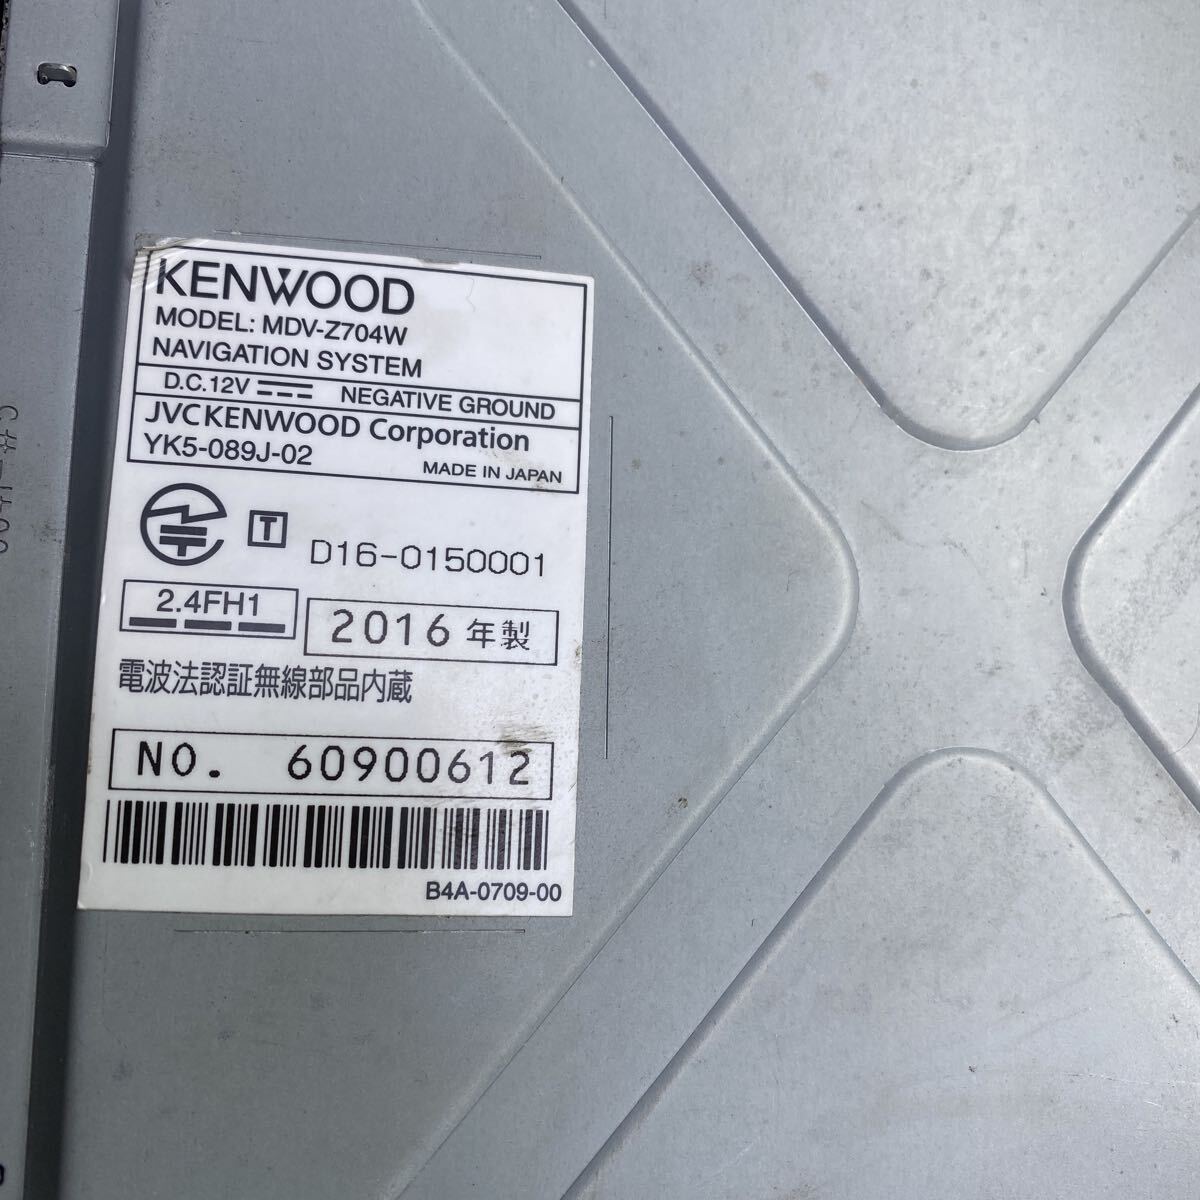 KENWOOD
MODEL: MDV-Z704W
NAVIGATION SYSTEM
D.C.12V NEGATIVE GROUND
JVCKENWOOD Corporation
YK5-089J-02
MADE IN JAPAN
T D16-0150001
2.4FH1
2016 年製
電波法認証無線部品内蔵
NO. 60900612
B4A-0709-00